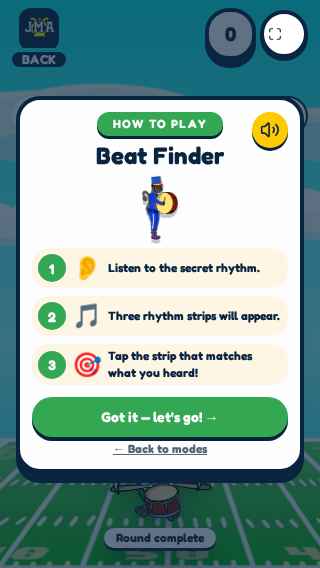 JMA
BACK
0
HOW TO PLAY
Beat Finder
1 Listen to the secret rhythm.
2 Three rhythm strips will appear.
3 Tap the strip that matches
what you heard!
Got it — let's go! →
← Back to modes
Round complete